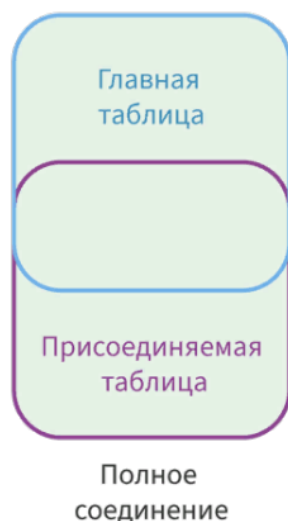 Главная
таблица
Присоединяемая
таблица
Полное
соединение